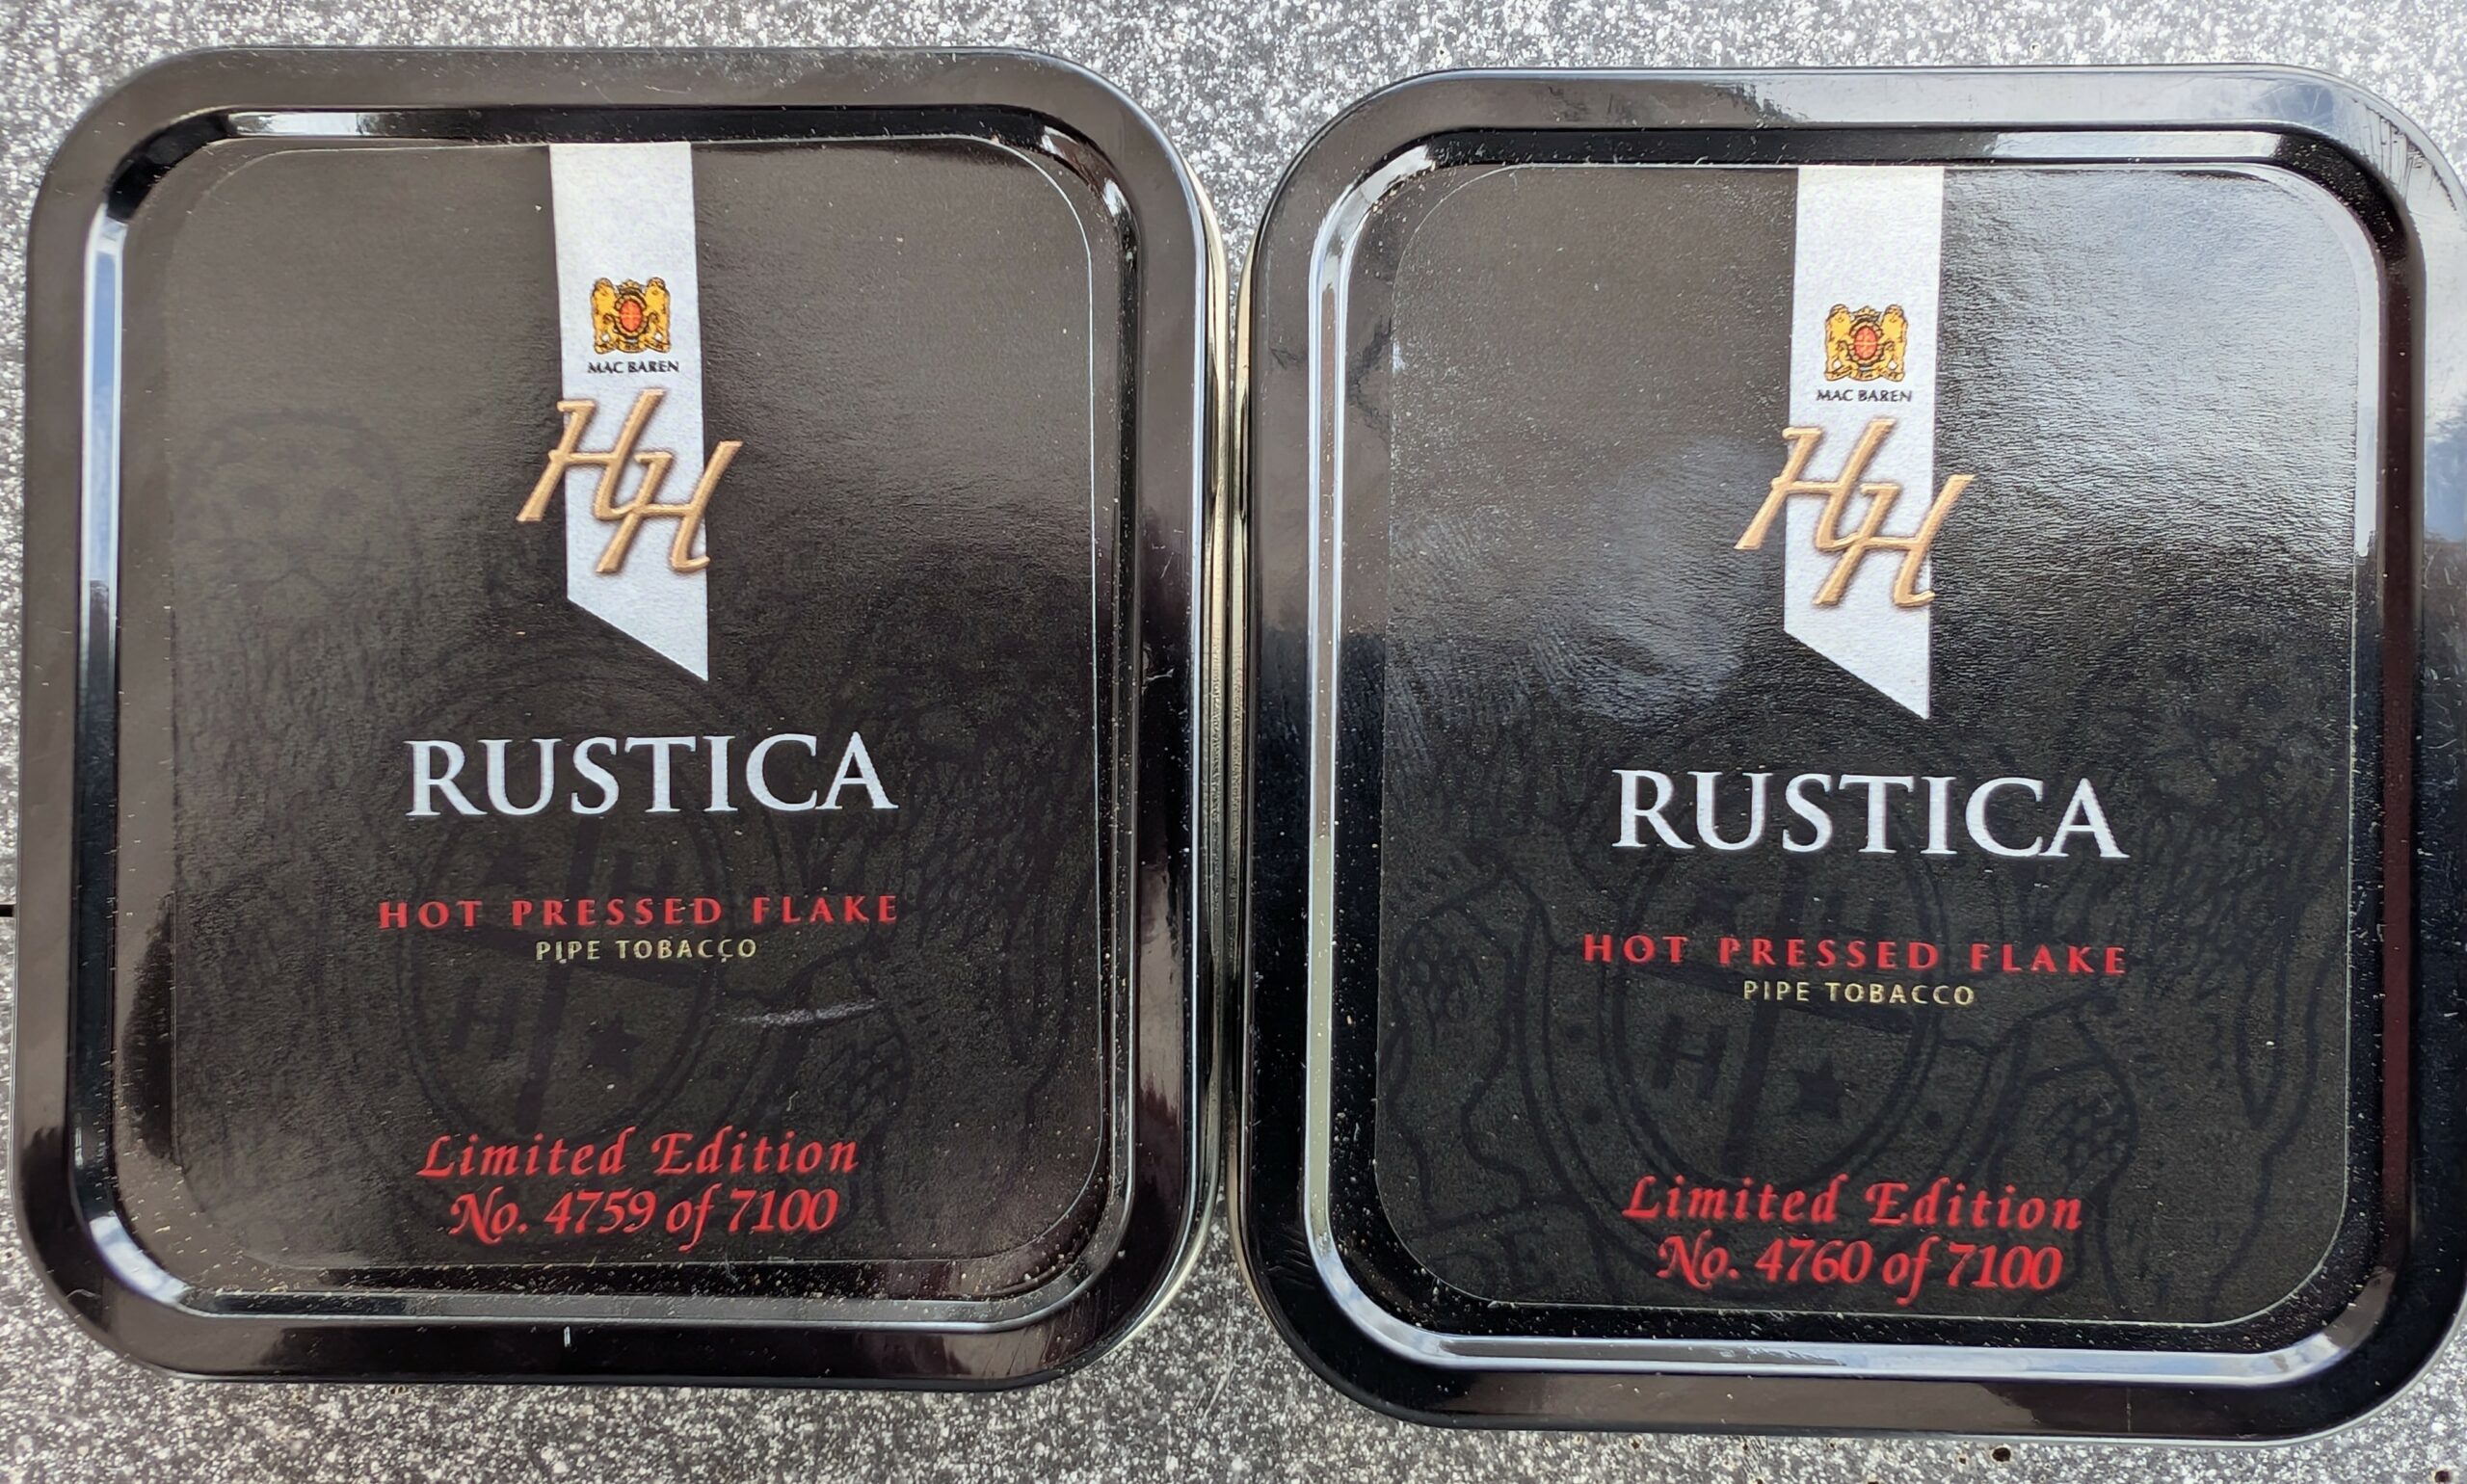 MAC BAREN
HH
RUSTICA
HOT PRESSED FLAKE
PIPE TOBACCO
Limited Edition
No. 4759 of 7100
MAC BAREN
HH
RUSTICA
HOT PRESSED FLAKE
PIPE TOBACCO
Limited Edition
No. 4760 of 7100